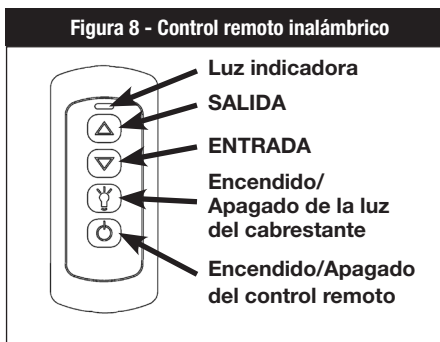 Figura 8 - Control remoto inalámbrico
Luz indicadora
SALIDA
ENTRADA
Encendido/
Apagado de la luz
del cabrestante
Encendido/Apagado
del control remoto